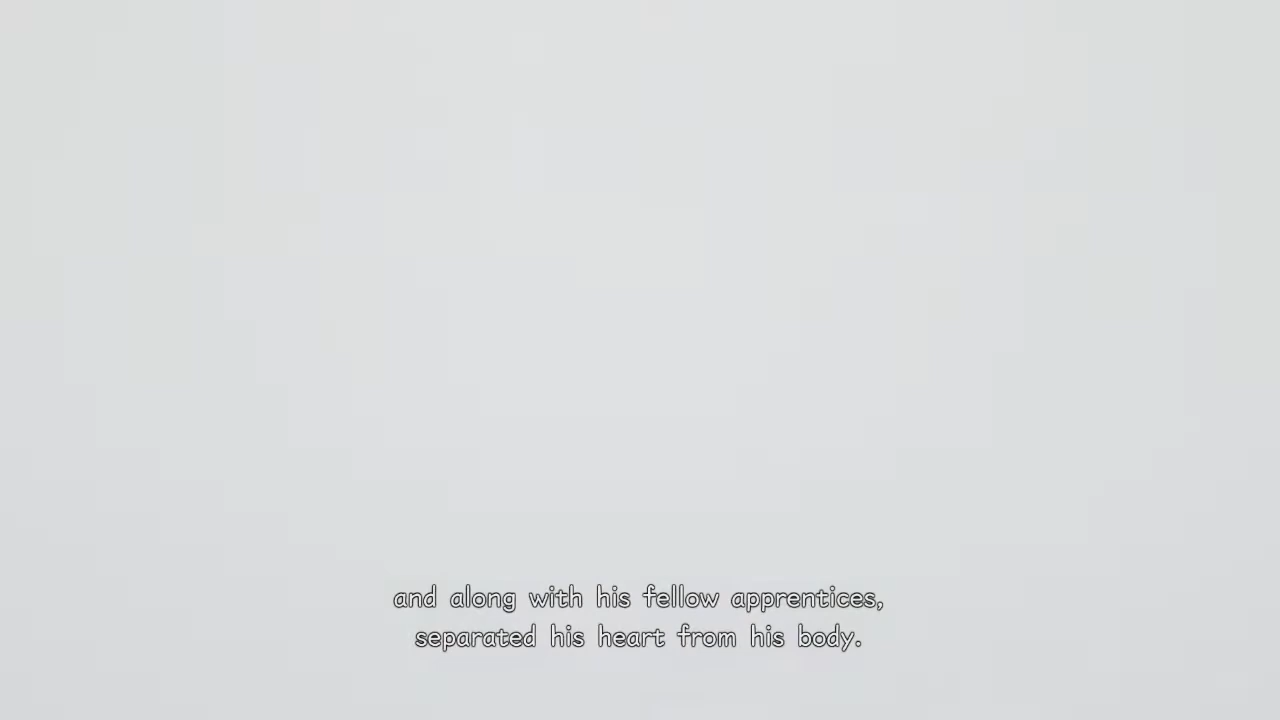 and along with his fellow apprentices,
separated his heart from his body.